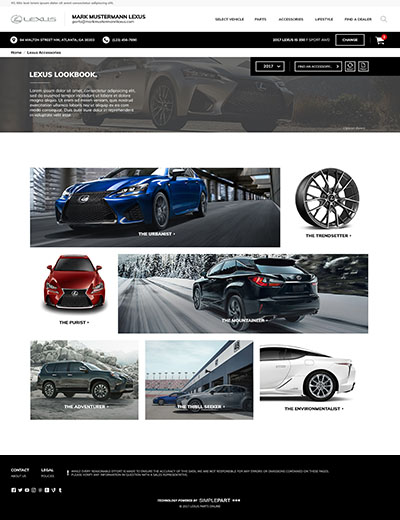 LEXUS
MARK MUSTERMANN LEXUS
parts@mustermannlexus.com
SELECT VEHICLE PARTS ACCESSORIES LIFESTYLE FIND A DEALER
84 WALTON STREET NW, ATLANTA, GA 30303
(123) 456-7890
2017 LEXUS IS 200 T SPORT AWD
CHANGE
Home Lexus Accessories
2017
FIND AN ACCESSORY...
LEXUS LOOKBOOK,
Lorem ipsum dolor sit amet, consectetur adipiscing elit,
sed do eiusmod tempor incididunt ut labore et dolore magna
aliqua. Ut enim ad minim veniam, quis nostrud
exercitation ullamco laboris nisi ut aliquip ex ea commodo
consequat. Duis aute irure dolor in reprehenderit
in voluptate velit esse
THE URBANIST ›
THE TRENDSETTER ›
THE PURIST ›
THE MOUNTAINEER ›
THE ADVENTURER ›
THE THRILL SEEKER ›
THE ENVIRONMENTALIST ›
CONTACT
ABOUT US
LEGAL
POLICIES
WHILE EVERY REASONABLE EFFORT IS MADE TO ENSURE THE ACCURACY OF THIS DATA, WE ARE NOT RESPONSIBLE FOR ANY ERRORS OR OMISSIONS CONTAINED ON THESE PAGES.
PLEASE VERIFY ANY INFORMATION IN QUESTION WITH A SALES REPRESENTATIVE.
TECHNOLOGY POWERED BY SIMPLEPART
© 2017 LEXUS PARTS ONLINE